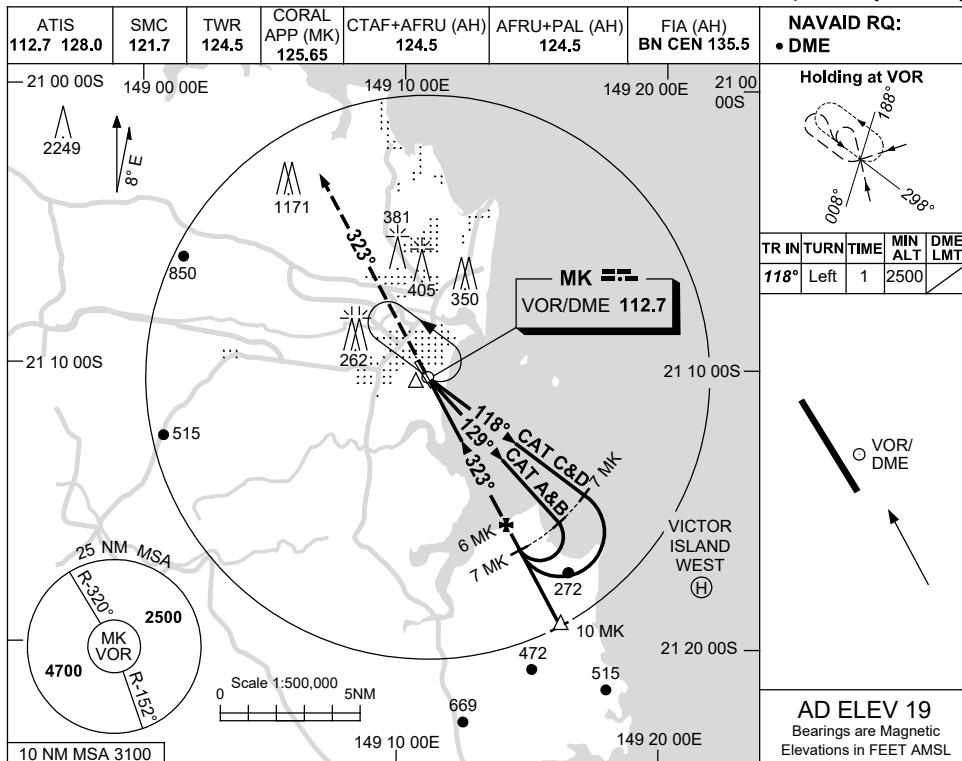 ATIS
112.7 128.0
SMC
121.7
TWR
124.5
CORAL
APP (MK)
125.65
CTAF+AFRU (AH)
124.5
AFRU+PAL (AH)
124.5
FIA (AH)
BN CEN 135.5
NAVAID RQ:
• DME
21 00 00S
149 00 00E
149 10 00E
149 20 00E
21 00
00S
2249
8° E
1171
381
405
350
323°
850
262
MK
VOR/DME 112.7
21 10 00S
21 10 00S
515
118° CAT C&D
129° CAT A&B
323°
7 MK
6 MK
7 MK
VICTOR
ISLAND
WEST
H
272
10 MK
25 NM MSA
R-320°
2500
MK
VOR
4700
R-152°
10 NM MSA 3100
Scale 1:500,000
0
5NM
21 20 00S
472
515
669
149 10 00E
149 20 00E
Holding at VOR
188°
008°
298°
TR IN TURN TIME MIN ALT DME LMT
118° Left 1 2500
VOR/
DME
AD ELEV 19
Bearings are Magnetic
Elevations in FEET AMSL